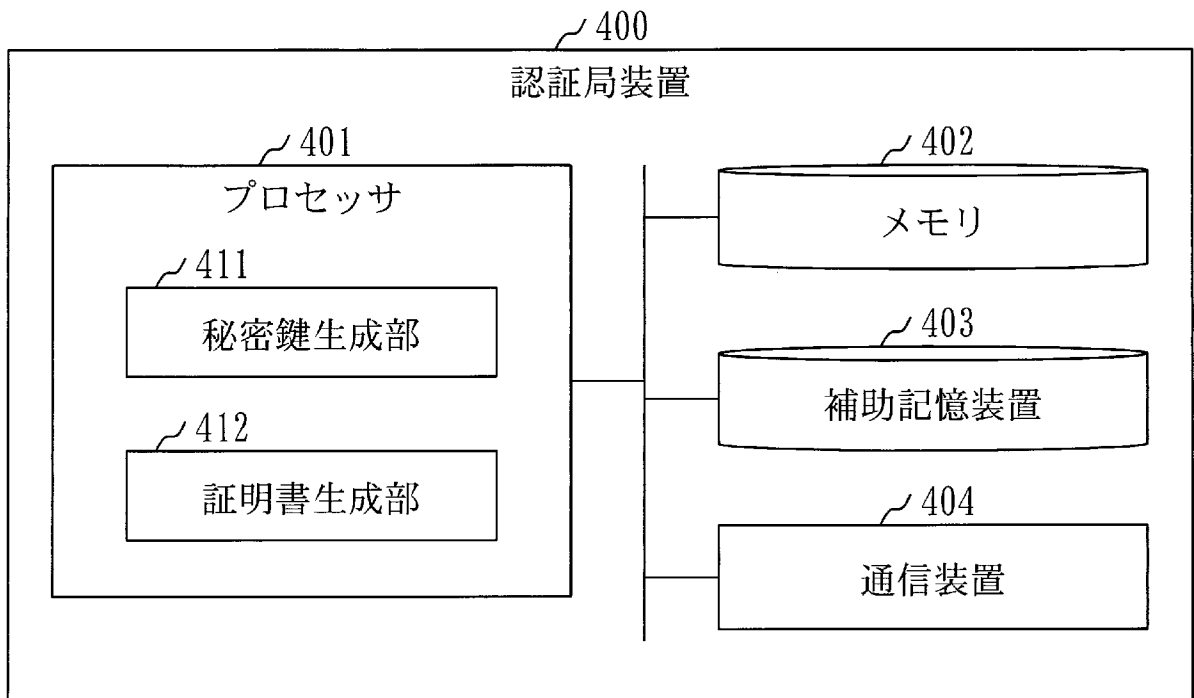 400
認証局装置
401
プロセッサ
411
秘密鍵生成部
412
証明書生成部
402
メモリ
403
補助記憶装置
404
通信装置